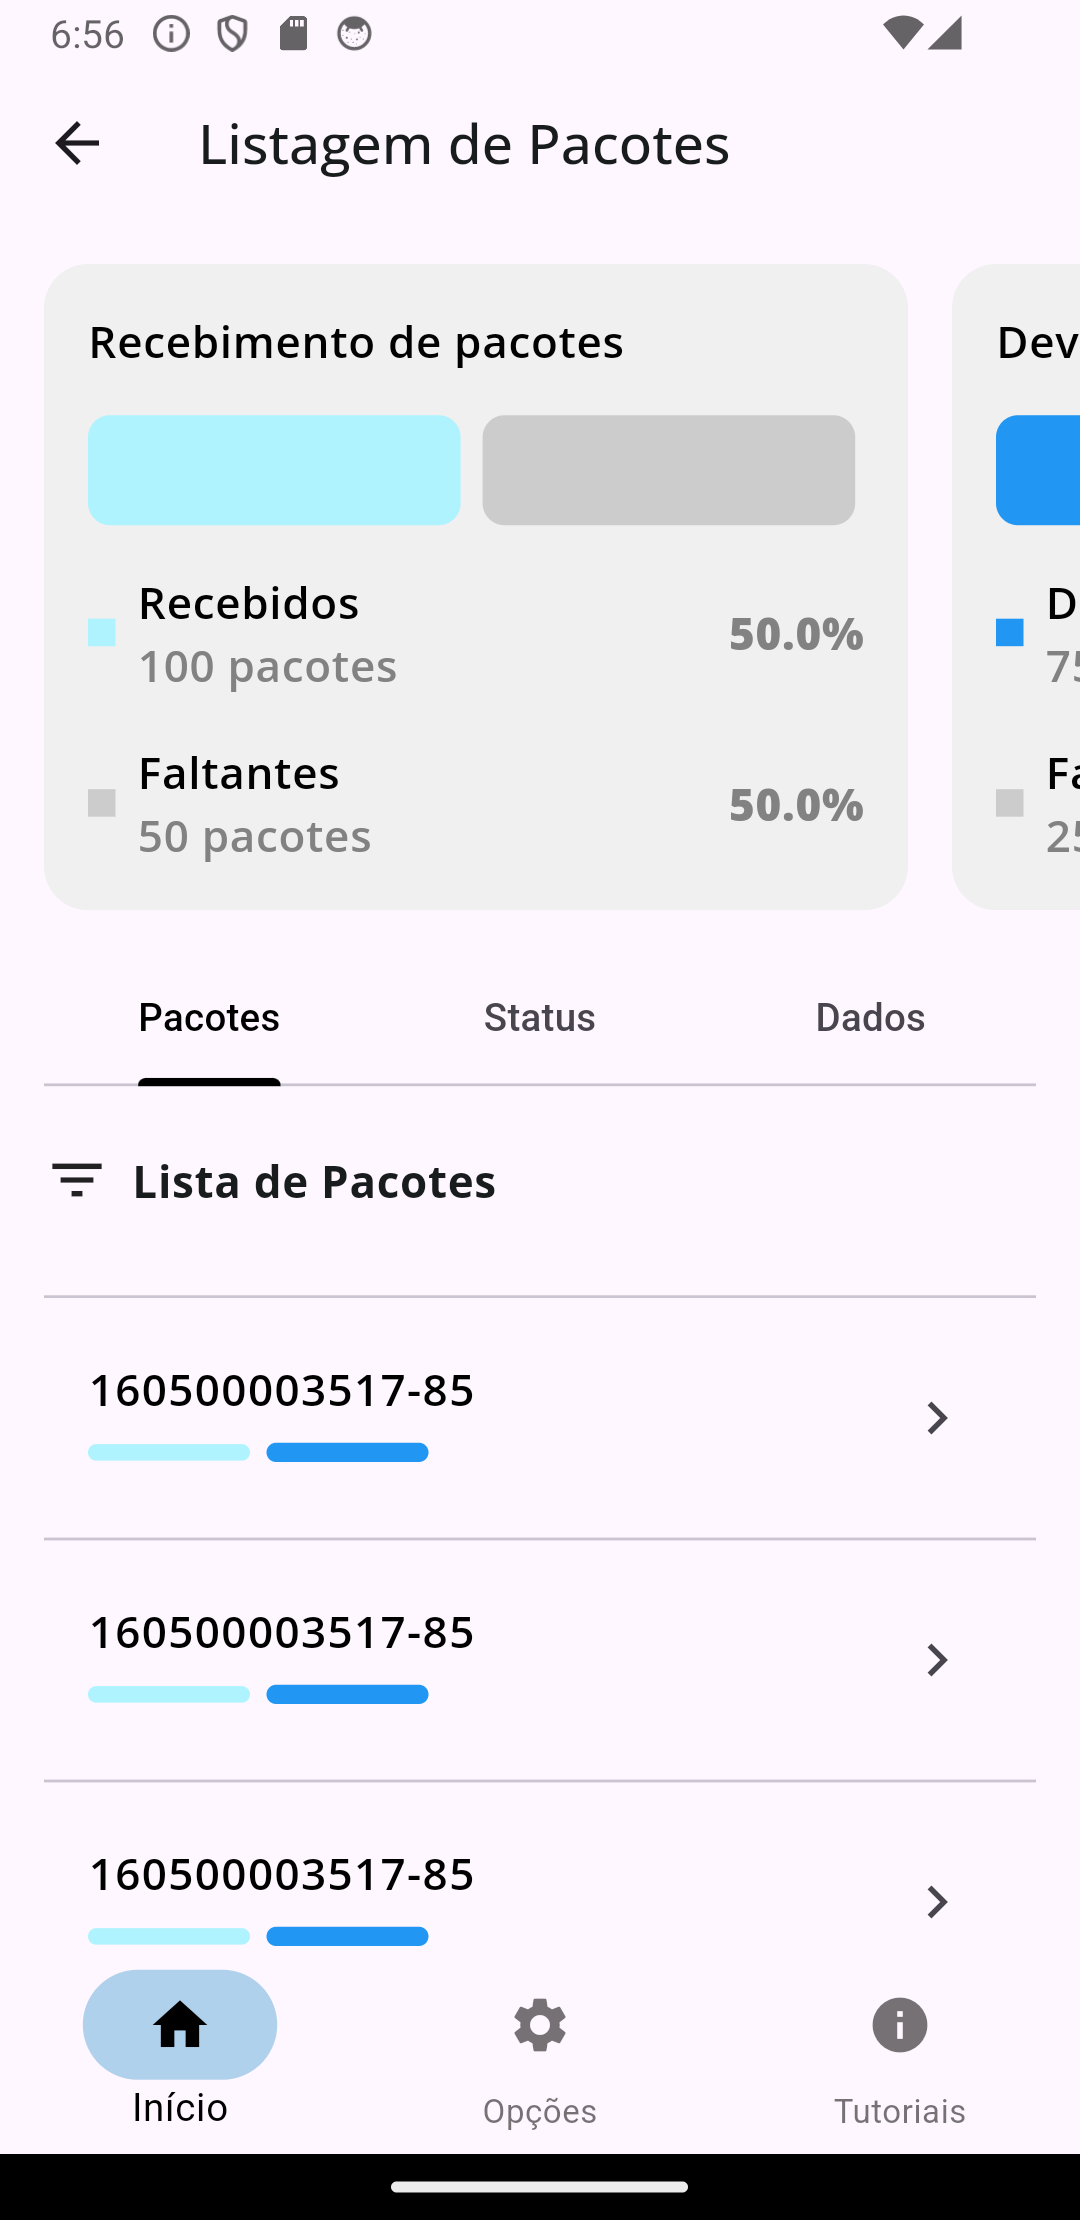 6:56
Listagem de Pacotes
Recebimento de pacotes
Dev
Recebidos
100 pacotes
50.0%
D
75
Faltantes
50 pacotes
50.0%
Fa
25
Pacotes
Status
Dados
Lista de Pacotes
160500003517-85
160500003517-85
160500003517-85
Início
Opções
Tutoriais